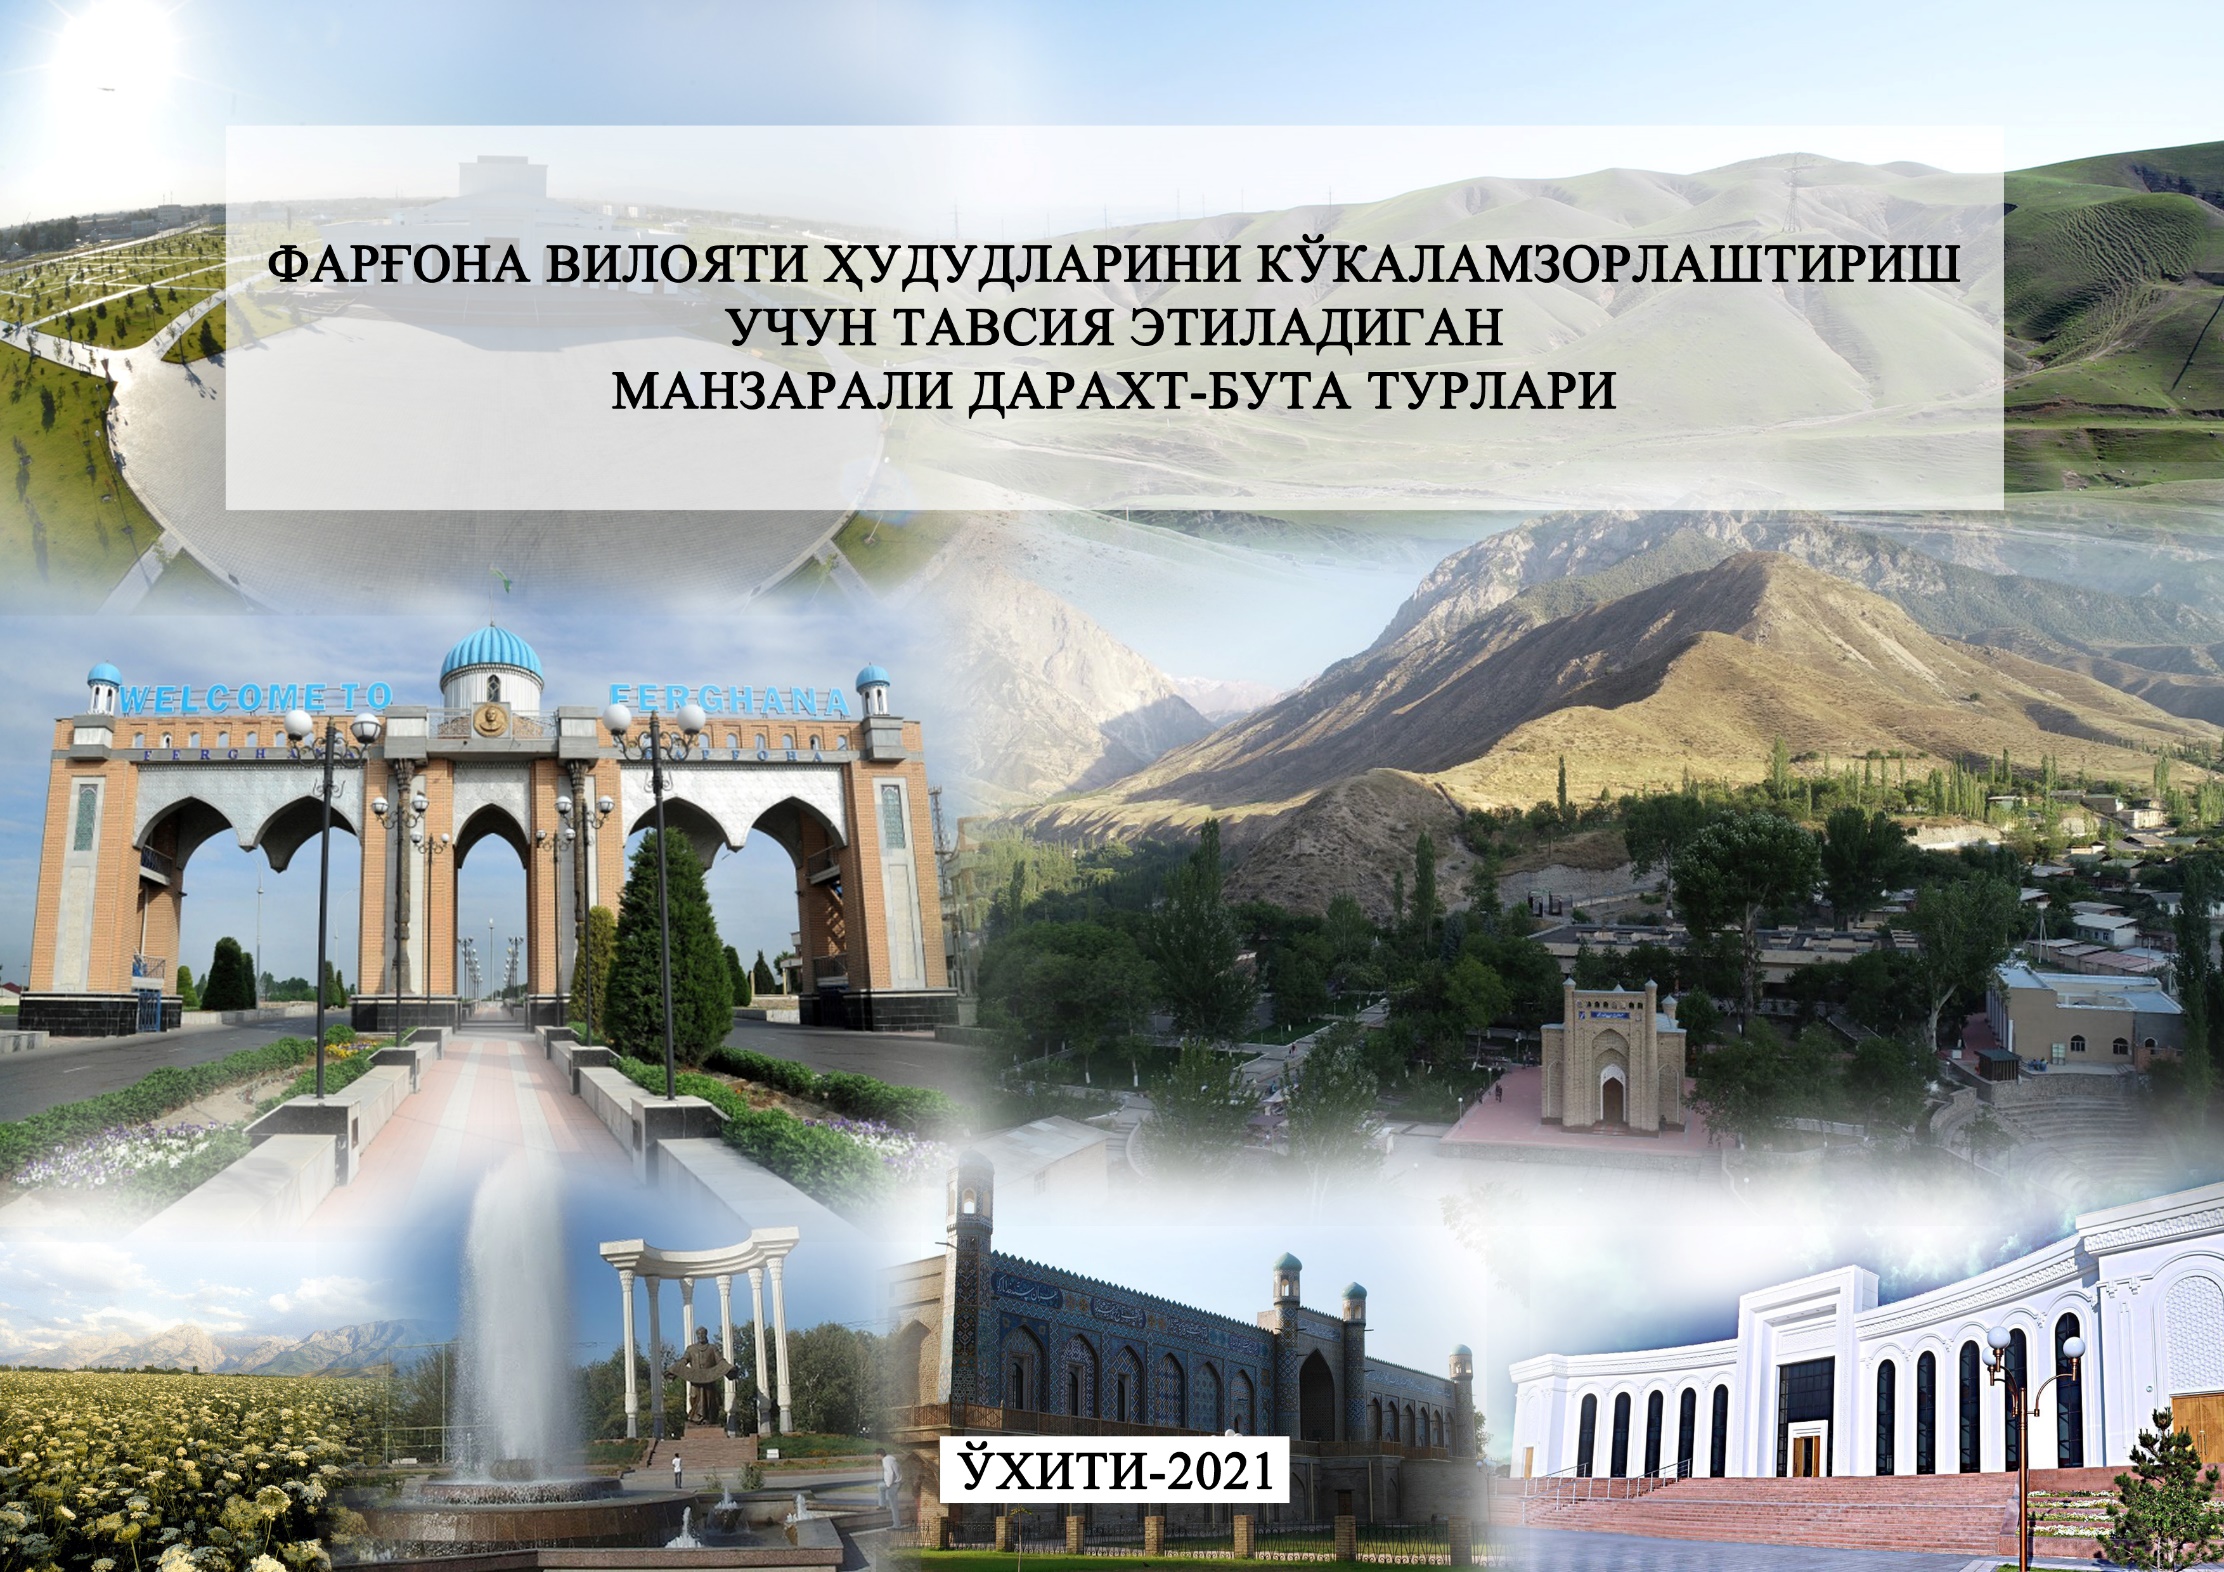 ФАРҒОНА ВИЛОЯТИ ҲУДУДЛАРИНИ КЎКАЛАМЗОРЛАШТИРИШ
УЧУН ТАВСИЯ ЭТИЛАДИГАН
МАНЗАРАЛИ ДАРАХТ-БУТА ТУРЛАРИ
WELCOME TO FERGHANA
ЎХИТИ-2021